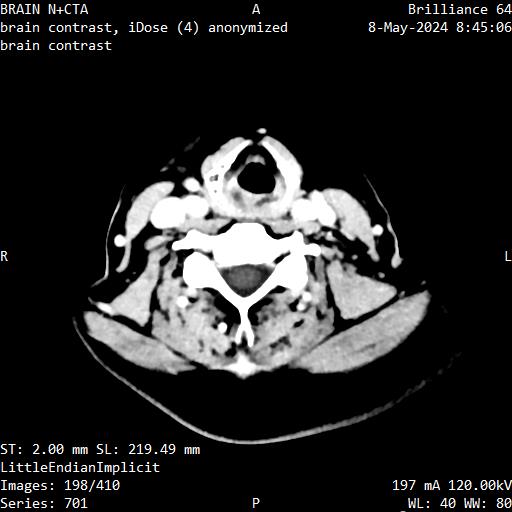 BRAIN N+CTA
A
Brilliance 64
brain contrast, iDose (4) anonymized
8-May-2024 8:45:06
brain contrast
R
L
ST: 2.00 mm SL: 219.49 mm
LittleEndianImplicit
Images: 198/410
197 mA 120.00kV
Series: 701
P
WL: 40 WW: 80